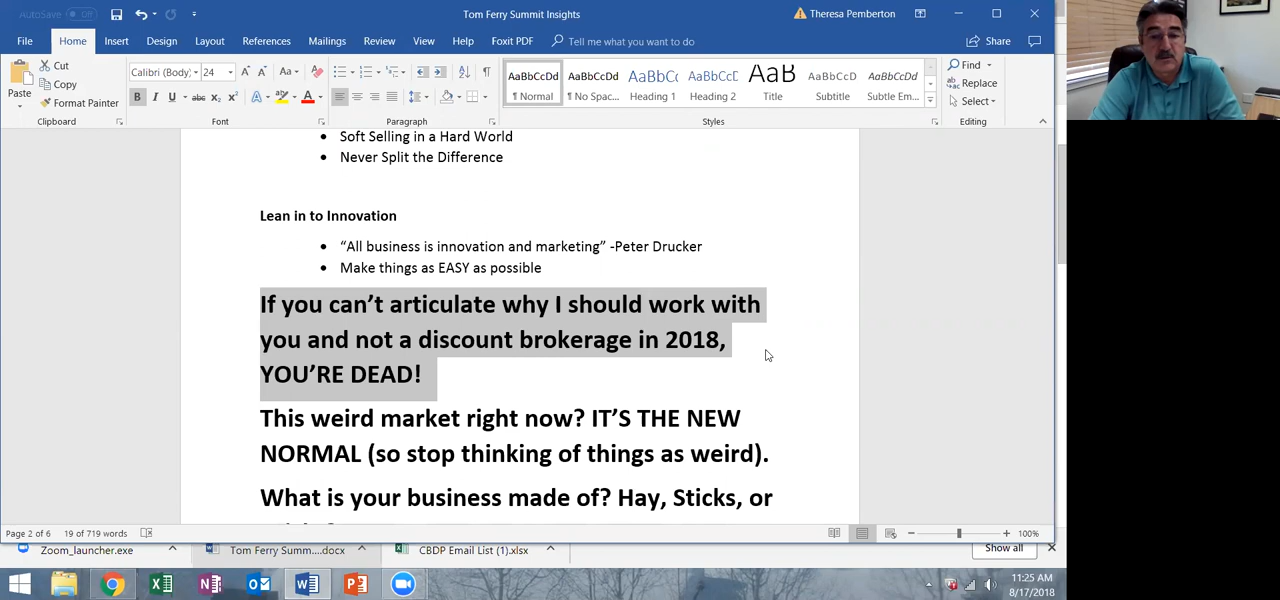 AutoSave Off
Tom Ferry Summit Insights
Theresa Pemberton
File Home Insert Design Layout References Mailings Review View Help Foxit PDF Tell me what you want to do Share
Paste
Cut
Copy
Format Painter
Clipboard
Calibri (Body) 24
Font
Paragraph
AaBbCcDd AaBbCcDd AaBbCc AaBbCcD AaB AaBbCcD AaBbCcDd
¶ Normal ¶ No Spac... Heading 1 Heading 2 Title Subtitle Subtle Em...
Styles
Find
Replace
Select
Editing
• Soft Selling in a Hard World
• Never Split the Difference
Lean in to Innovation
• “All business is innovation and marketing” -Peter Drucker
• Make things as EASY as possible
If you can’t articulate why I should work with
you and not a discount brokerage in 2018,
YOU’RE DEAD!
This weird market right now? IT’S THE NEW
NORMAL (so stop thinking of things as weird).
What is your business made of? Hay, Sticks, or
Page 2 of 6 19 of 719 words 100%
Zoom_launcher.exe Tom Ferry Summ....docx CBDP Email List (1).xlsx Show all
11:25 AM
8/17/2018